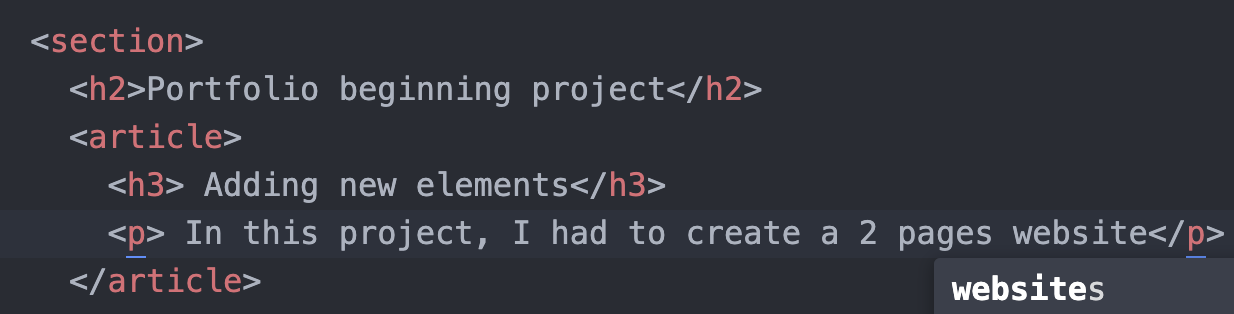 <section>
<h2>Portfolio beginning project</h2>
<article>
<h3> Adding new elements</h3>
<p> In this project, I had to create a 2 pages website</p>
</article>
websites